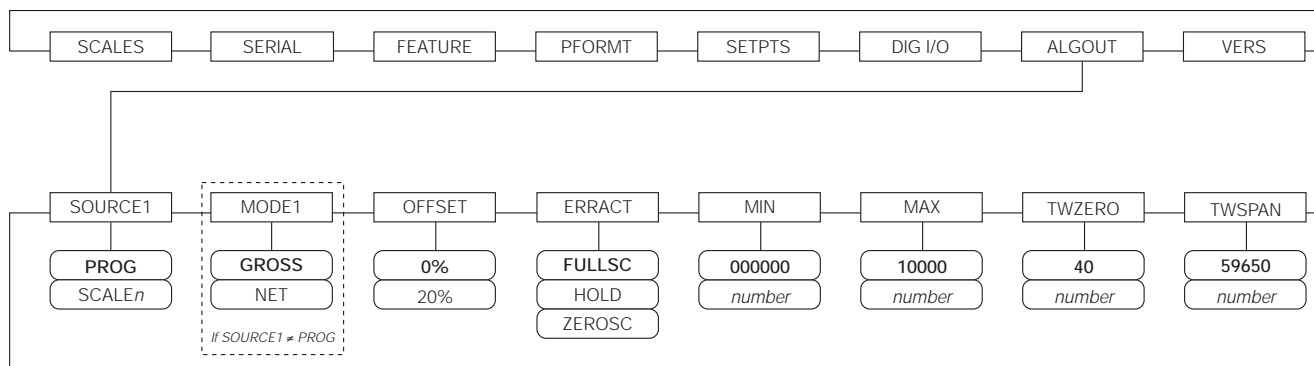 SCALES SERIAL FEATURE PFORMT SETPTS DIG I/O ALGOUT VERS
SOURCE1 MODE1 OFFSET ERRACT MIN MAX TWZERO TWSPAN
PROG GROSS 0% FULLSC 000000 10000 40 59650
SCALEn NET 20% HOLD number number number number
If SOURCE1 ≠ PROG ZEROSC